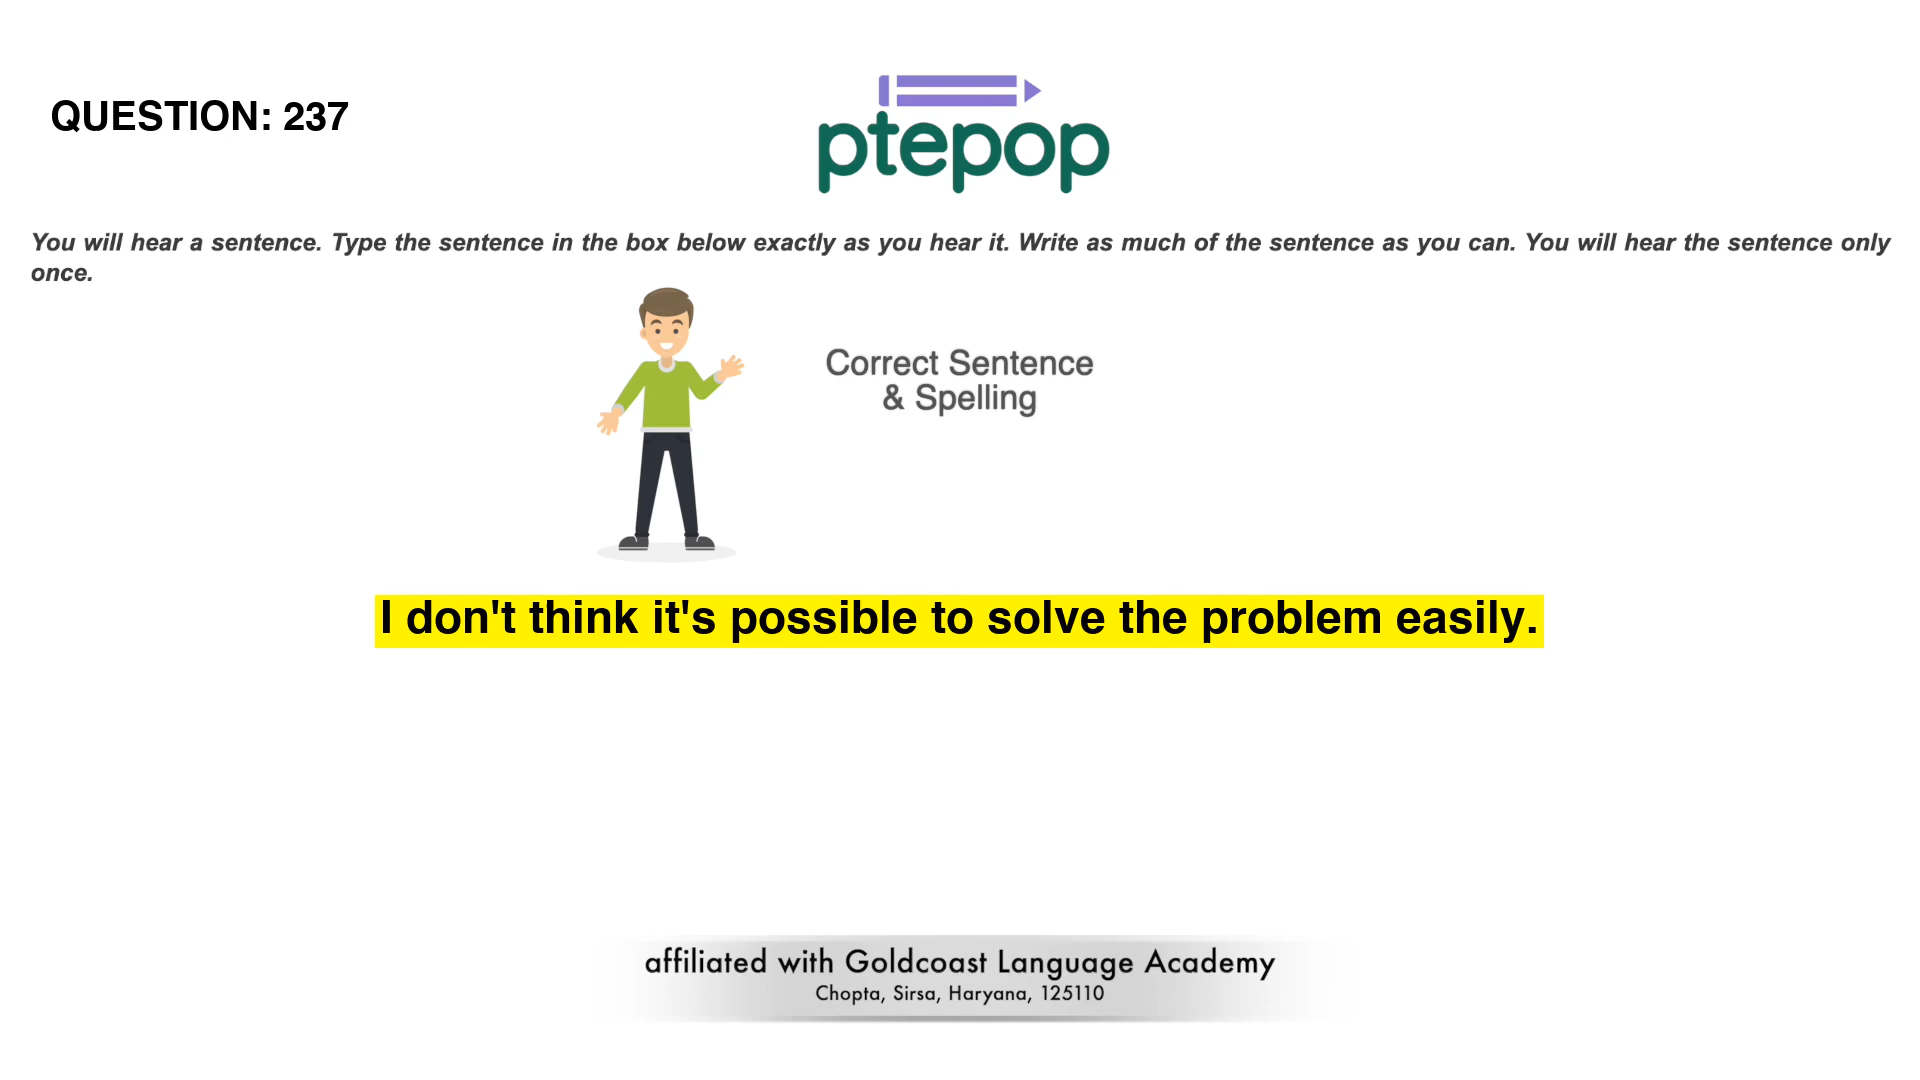 QUESTION: 237
ptepop
You will hear a sentence. Type the sentence in the box below exactly as you hear it. Write as much of the sentence as you can. You will hear the sentence only
once.
Correct Sentence
& Spelling
I don't think it's possible to solve the problem easily.
affiliated with Goldcoast Language Academy
Chopta, Sirsa, Haryana, 125110